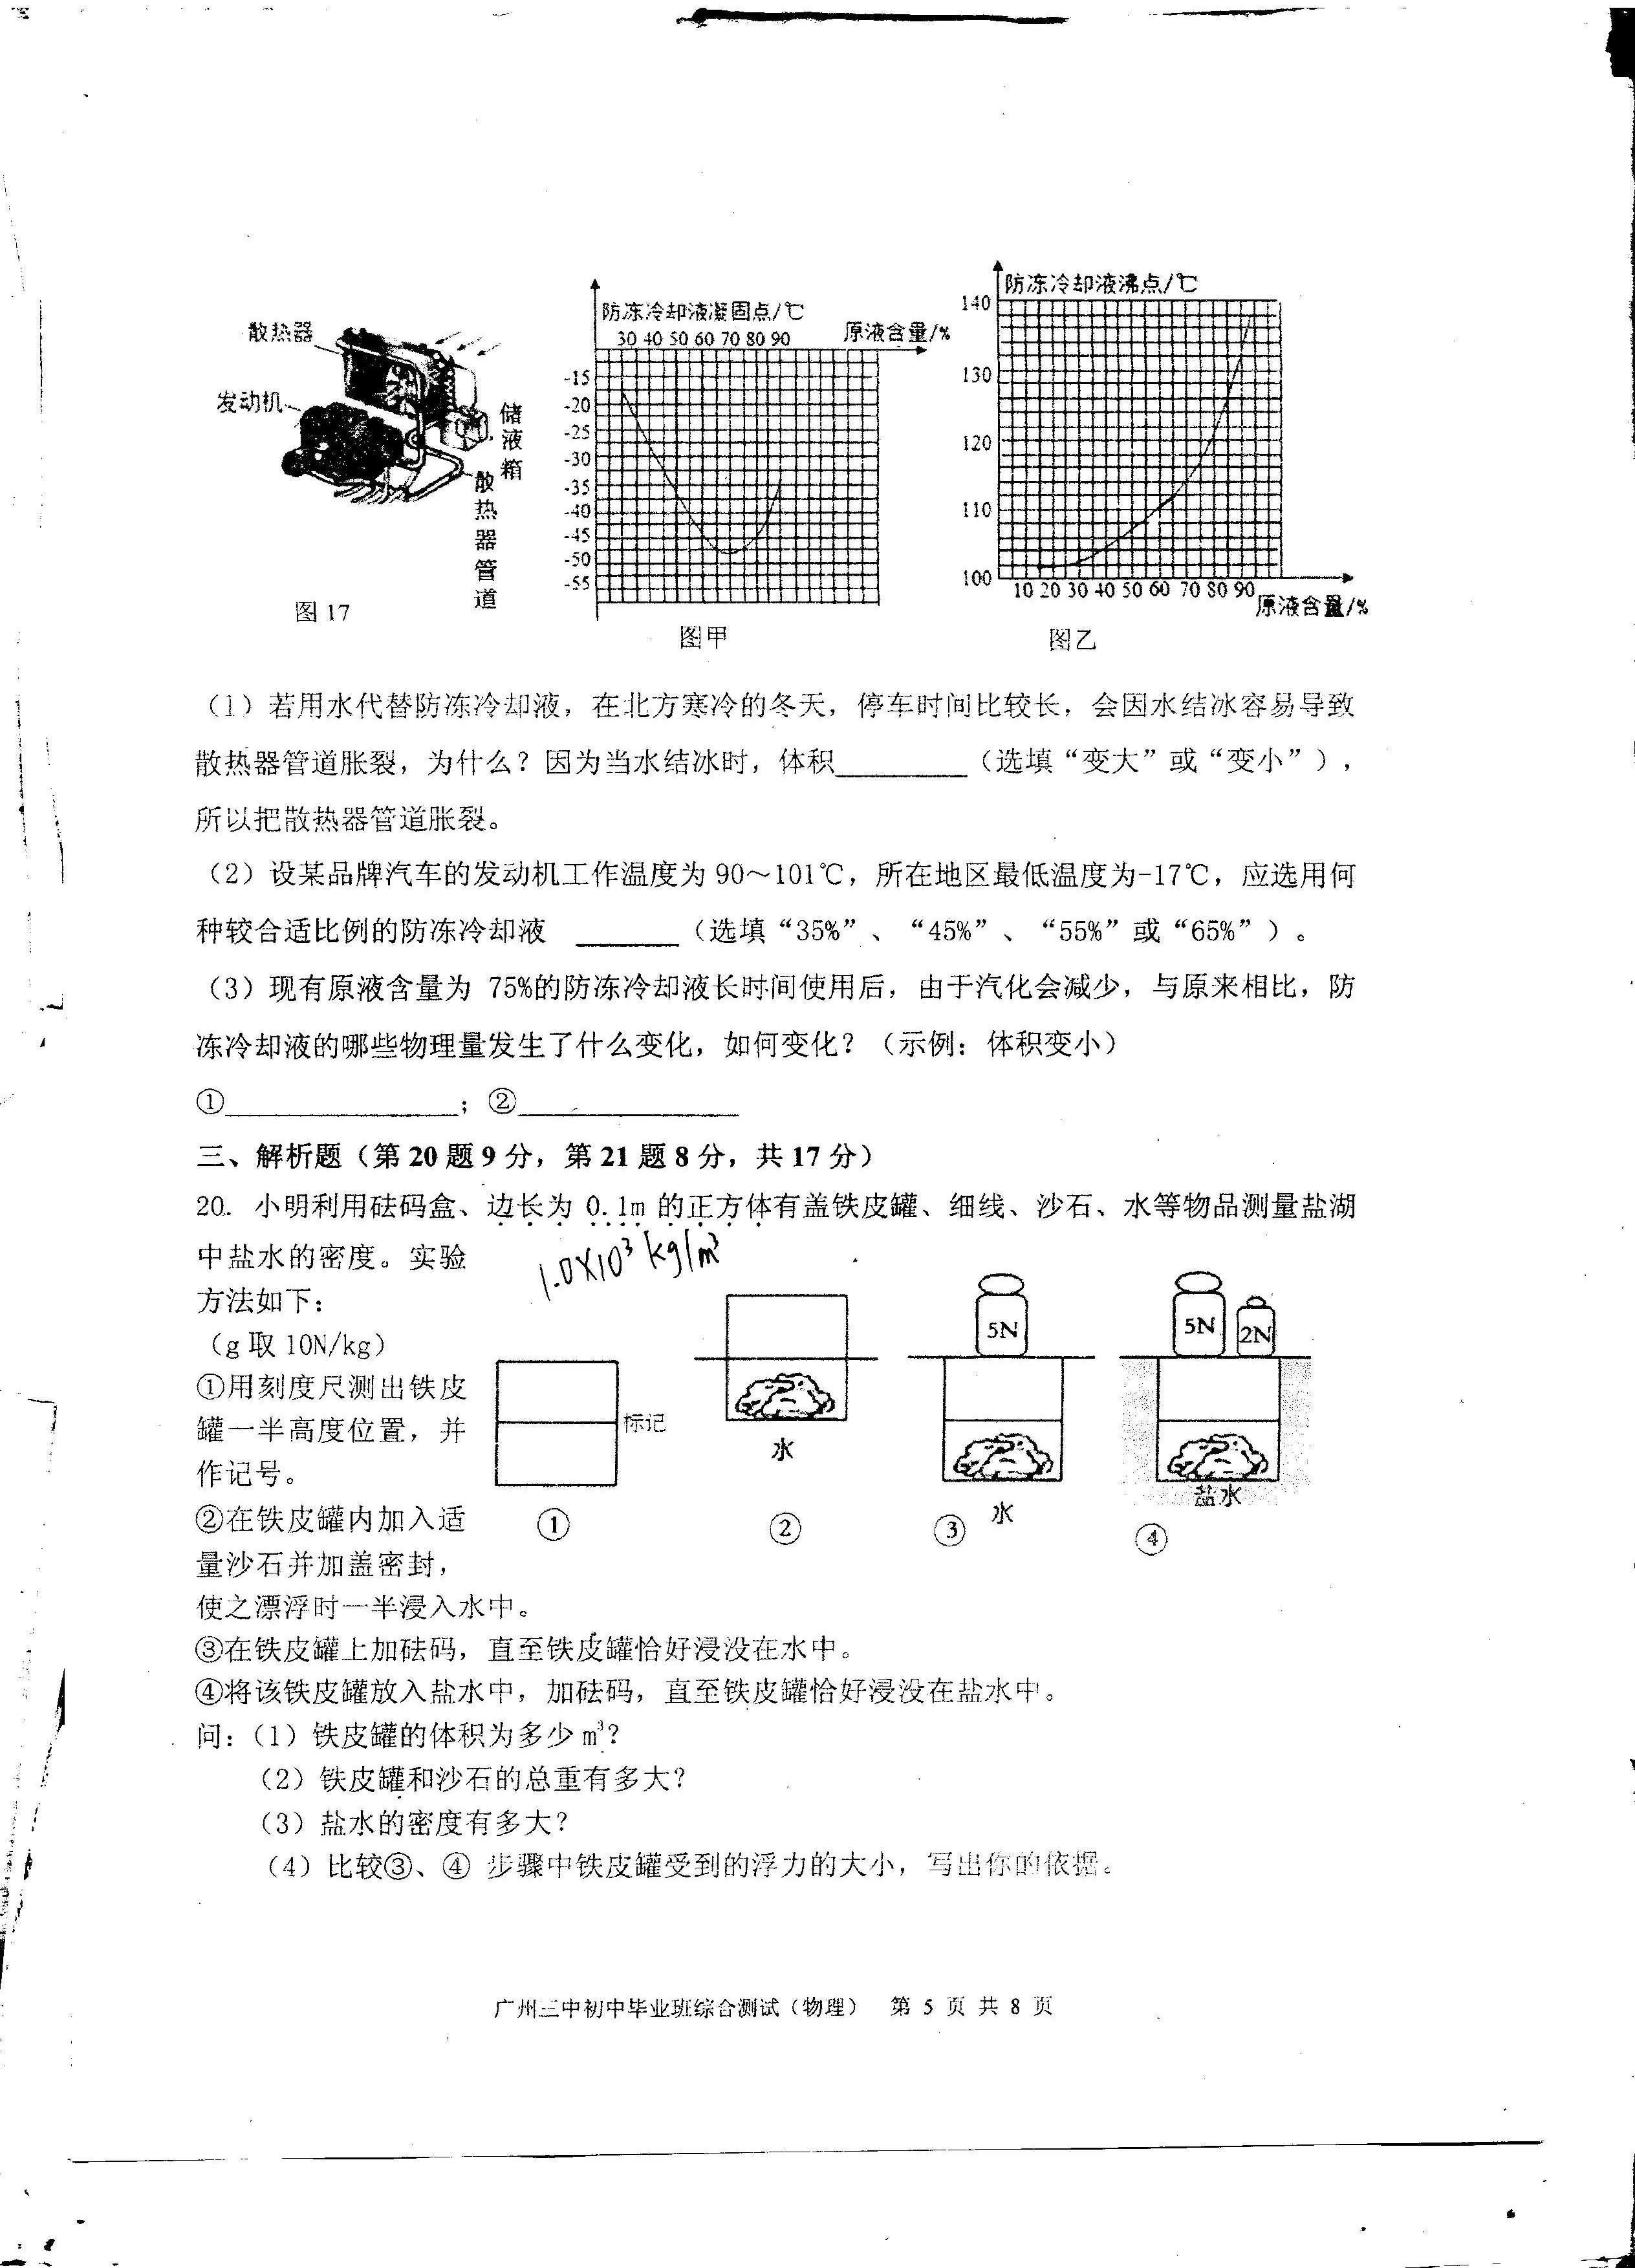 散热器
发动机
储液箱
散热器管道
图 17
防冻冷却液凝固点/℃
30 40 50 60 70 80 90
原液含量/%
-15
-20
-25
-30
-35
-40
-45
-50
-55
图甲
防冻冷却液沸点/℃
140
130
120
110
100
10 20 30 40 50 60 70 80 90
原液含量/%
图乙
（1）若用水代替防冻冷却液，在北方寒冷的冬天，停车时间比较长，会因水结冰容易导致
散热器管道胀裂，为什么？因为当水结冰时，体积________（选填“变大”或“变小”），
所以把散热器管道胀裂。
（2）设某品牌汽车的发动机工作温度为 90～101℃，所在地区最低温度为-17℃，应选用何
种较合适比例的防冻冷却液 ______（选填“35%”、“45%”、“55%”或“65%”）。
（3）现有原液含量为 75%的防冻冷却液长时间使用后，由于汽化会减少，与原来相比，防
冻冷却液的哪些物理量发生了什么变化，如何变化？（示例：体积变小）
①______________；②______________
三、解析题（第 20 题 9 分，第 21 题 8 分，共 17 分）
20. 小明利用砝码盒、边长为 0.1m 的正方体有盖铁皮罐、细线、沙石、水等物品测量盐湖
中盐水的密度。实验
1.0×10³ kg/m³
方法如下：
（g 取 10N/kg）
①用刻度尺测出铁皮
罐一半高度位置，并
作记号。
②在铁皮罐内加入适
量沙石并加盖密封，
使之漂浮时一半浸入水中。
标记
①
水
②
5N
水
③
5N 2N
盐水
④
③在铁皮罐上加砝码，直至铁皮罐恰好浸没在水中。
④将该铁皮罐放入盐水中，加砝码，直至铁皮罐恰好浸没在盐水中。
问：（1）铁皮罐的体积为多少 m³？
（2）铁皮罐和沙石的总重有多大？
（3）盐水的密度有多大？
（4）比较③、④ 步骤中铁皮罐受到的浮力的大小，写出你的依据。
广州三中初中毕业班综合测试（物理） 第 5 页 共 8 页